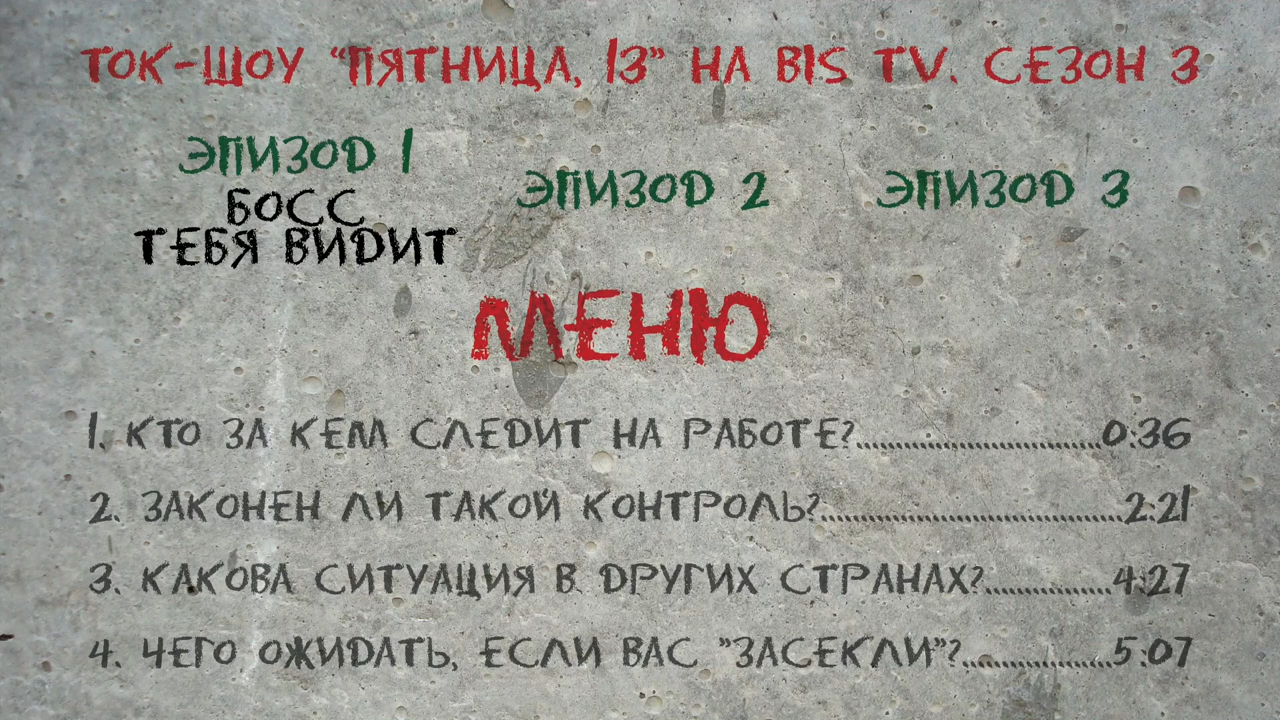 ТОК-ШОУ "ПЯТНИЦА, 13" НА BIS TV. СЕЗОН 3
ЭПИЗОД 1
БОСС
ТЕБЯ ВИДИТ
ЭПИЗОД 2
ЭПИЗОД 3
МЕНЮ
1. КТО ЗА КЕМ СЛЕДИТ НА РАБОТЕ?........................0:36
2. ЗАКОНЕН ЛИ ТАКОЙ КОНТРОЛЬ?..............................2:21
3. КАКОВА СИТУАЦИЯ В ДРУГИХ СТРАНАХ?............4:27
4. ЧЕГО ОЖИДАТЬ, ЕСЛИ ВАС "ЗАСЕКЛИ"?...............5:07